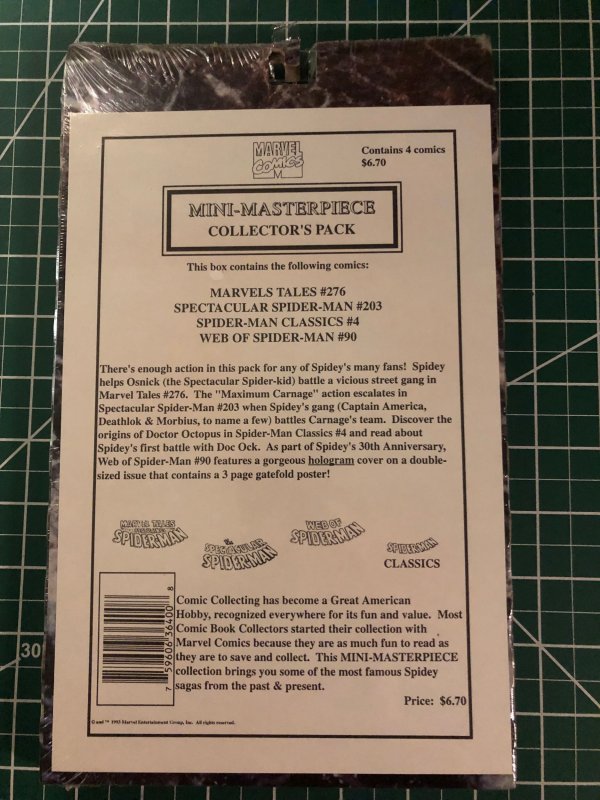 MARVEL
COMICS
M
Contains 4 comics
$6.70
MINI-MASTERPIECE
COLLECTOR'S PACK
This box contains the following comics:
MARVELS TALES #276
SPECTACULAR SPIDER-MAN #203
SPIDER-MAN CLASSICS #4
WEB OF SPIDER-MAN #90
There's enough action in this pack for any of Spidey's many fans! Spidey
helps Osnick (the Spectacular Spider-kid) battle a vicious street gang in
Marvel Tales #276. The "Maximum Carnage" action escalates in
Spectacular Spider-Man #203 when Spidey's gang (Captain America,
Deathlok & Morbius, to name a few) battles Carnage's team. Discover the
origins of Doctor Octopus in Spider-Man Classics #4 and read about
Spidey's first battle with Doc Ock. As part of Spidey's 30th Anniversary,
Web of Spider-Man #90 features a gorgeous hologram cover on a double-
sized issue that contains a 3 page gatefold poster!
MARVEL TALES
SPIDER-MAN
the
SPECTACULAR
SPIDER-MAN
WEB OF
SPIDER-MAN
SPIDER-MAN
CLASSICS
7 59606 36400 8
Comic Collecting has become a Great American
Hobby, recognized everywhere for its fun and value. Most
Comic Book Collectors started their collection with
Marvel Comics because they are as much fun to read as
they are to save and collect. This MINI-MASTERPIECE
collection brings you some of the most famous Spidey
sagas from the past & present.
Price: $6.70
© and ™ 1993 Marvel Entertainment Group, Inc. All rights reserved.
30